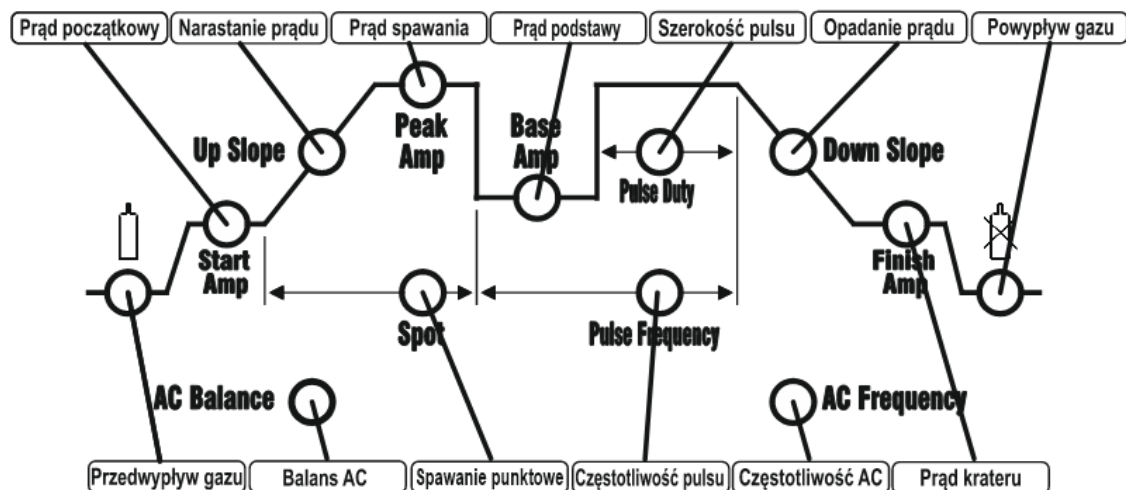 Prąd początkowy
Narastanie prądu
Prąd spawania
Prąd podstawy
Szerokość pulsu
Opadanie prądu
Powypływ gazu
Peak
Amp
Base
Amp
Up Slope
Down Slope
Pulse Duty
Start
Amp
Finish
Amp
Spot
Pulse Frequency
AC Balance
AC Frequency
Przedwypływ gazu
Balans AC
Spawanie punktowe
Częstotliwość pulsu
Częstotliwość AC
Prąd krateru